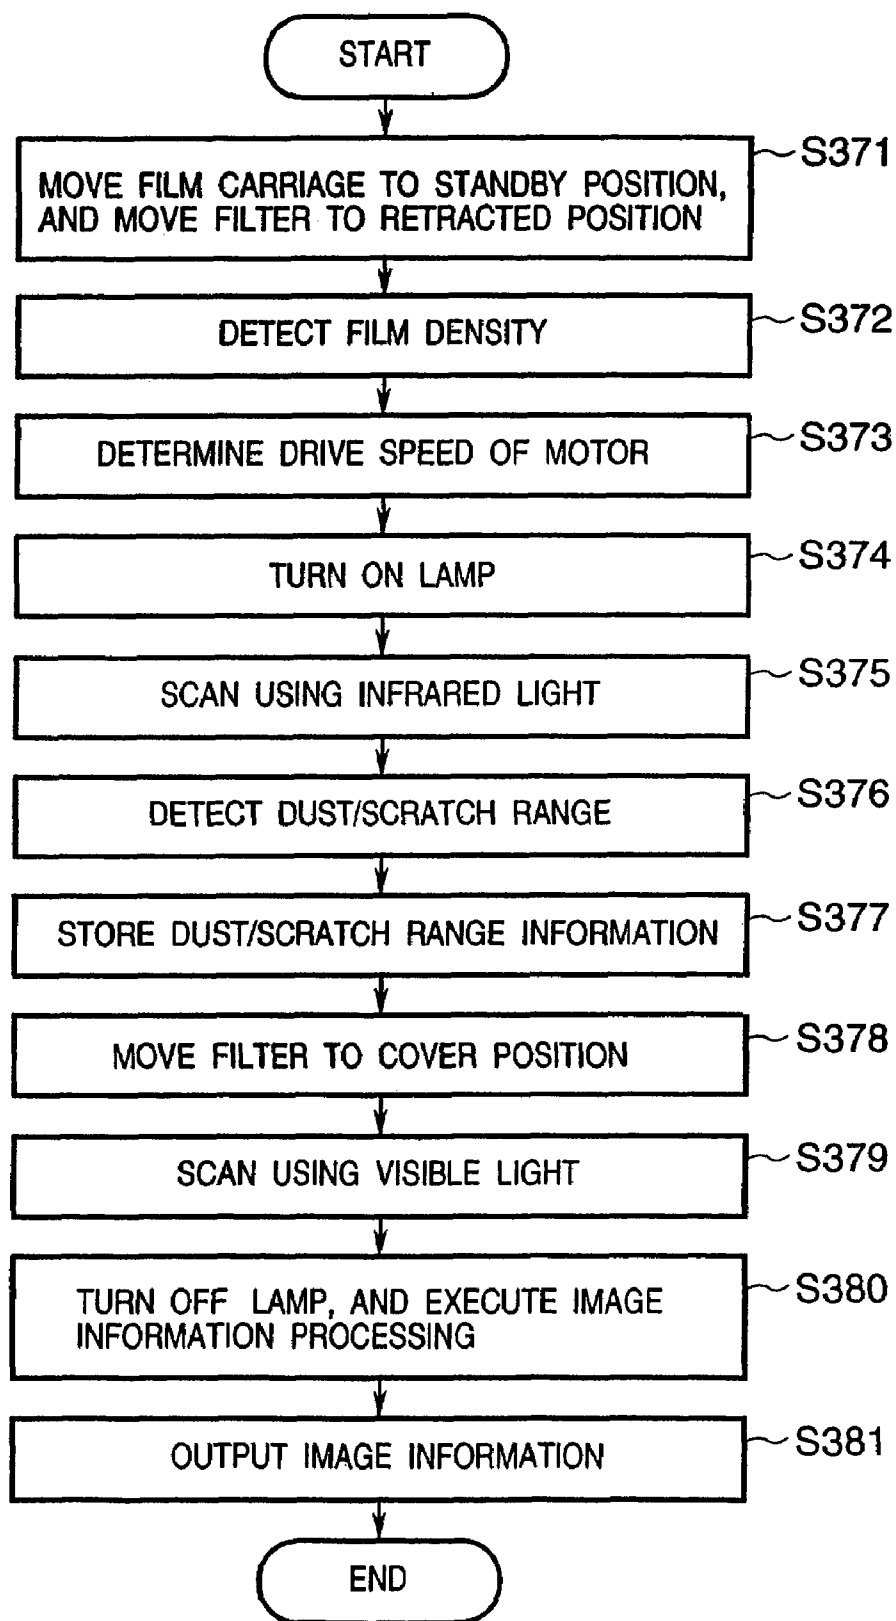 START
S371
MOVE FILM CARRIAGE TO STANDBY POSITION,
AND MOVE FILTER TO RETRACTED POSITION
S372
DETECT FILM DENSITY
S373
DETERMINE DRIVE SPEED OF MOTOR
S374
TURN ON LAMP
S375
SCAN USING INFRARED LIGHT
S376
DETECT DUST/SCRATCH RANGE
S377
STORE DUST/SCRATCH RANGE INFORMATION
S378
MOVE FILTER TO COVER POSITION
S379
SCAN USING VISIBLE LIGHT
S380
TURN OFF LAMP, AND EXECUTE IMAGE
INFORMATION PROCESSING
S381
OUTPUT IMAGE INFORMATION
END